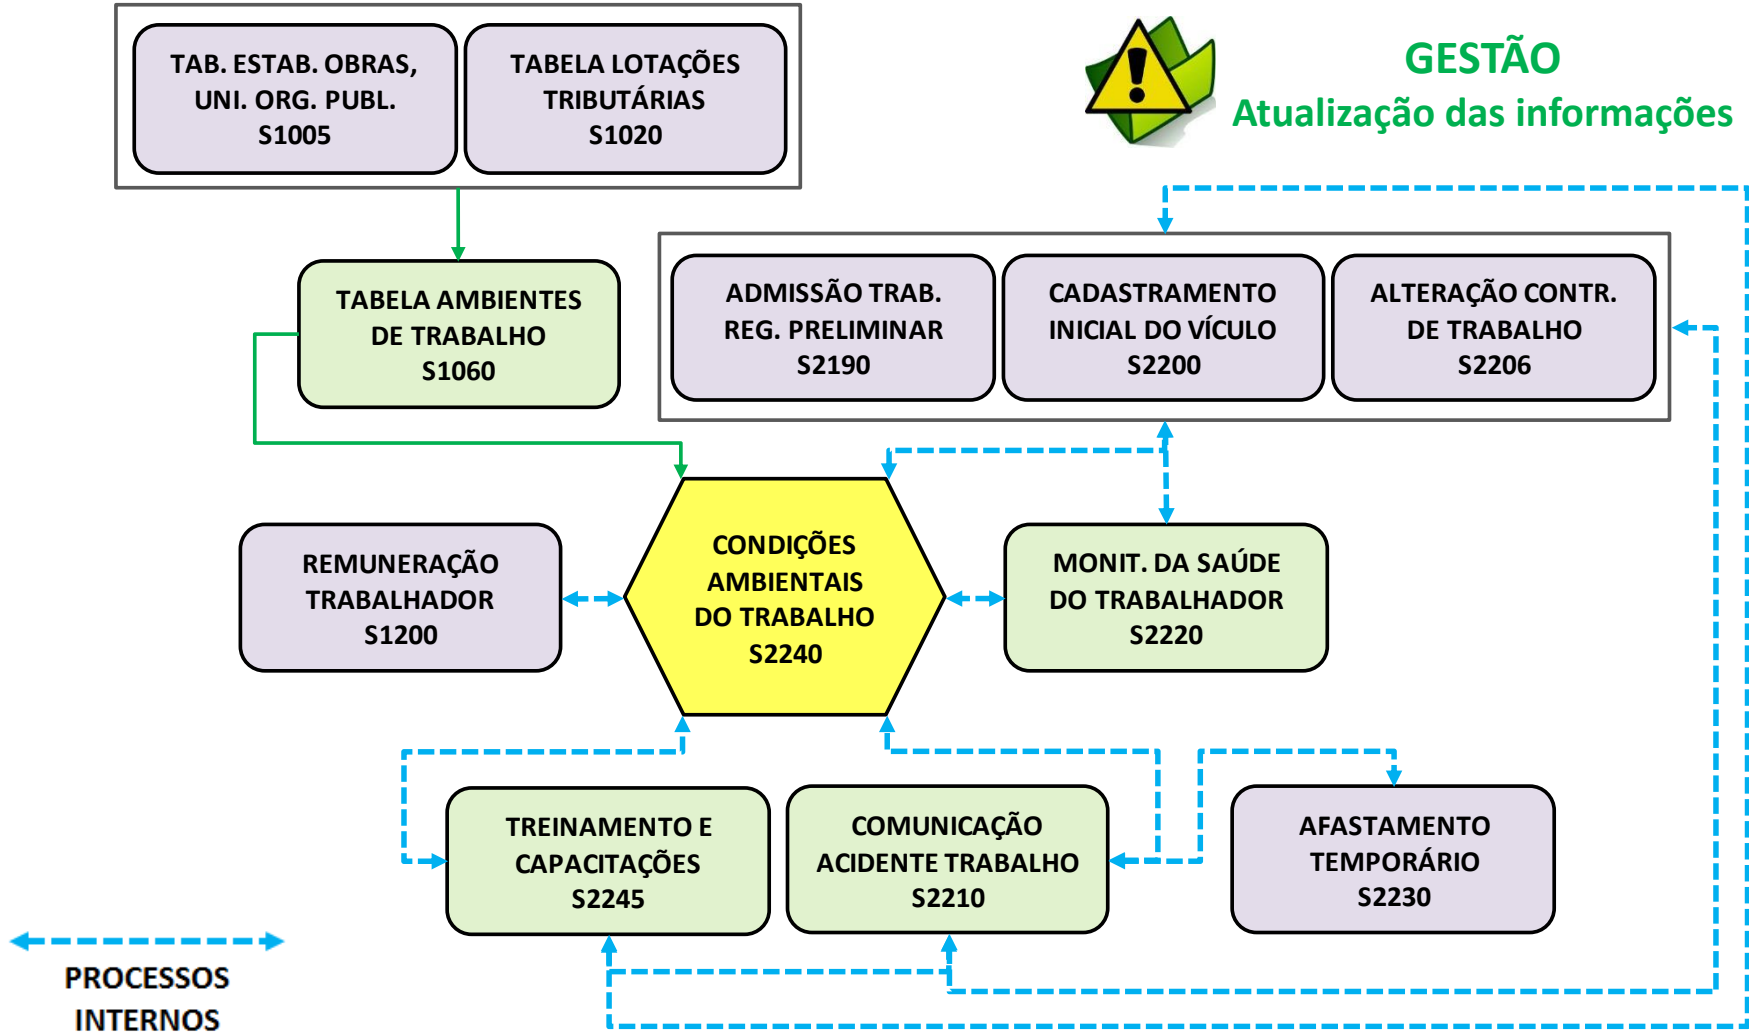 TAB. ESTAB. OBRAS,
UNI. ORG. PUBL.
S1005
TABELA LOTAÇÕES
TRIBUTÁRIAS
S1020
GESTÃO
Atualização das informações
TABELA AMBIENTES
DE TRABALHO
S1060
ADMISSÃO TRAB.
REG. PRELIMINAR
S2190
CADASTRAMENTO
INICIAL DO VÍCULO
S2200
ALTERAÇÃO CONTR.
DE TRABALHO
S2206
REMUNERAÇÃO
TRABALHADOR
S1200
CONDIÇÕES
AMBIENTAIS
DO TRABALHO
S2240
MONIT. DA SAÚDE
DO TRABALHADOR
S2220
TREINAMENTO E
CAPACITAÇÕES
S2245
COMUNICAÇÃO
ACIDENTE TRABALHO
S2210
AFASTAMENTO
TEMPORÁRIO
S2230
PROCESSOS
INTERNOS